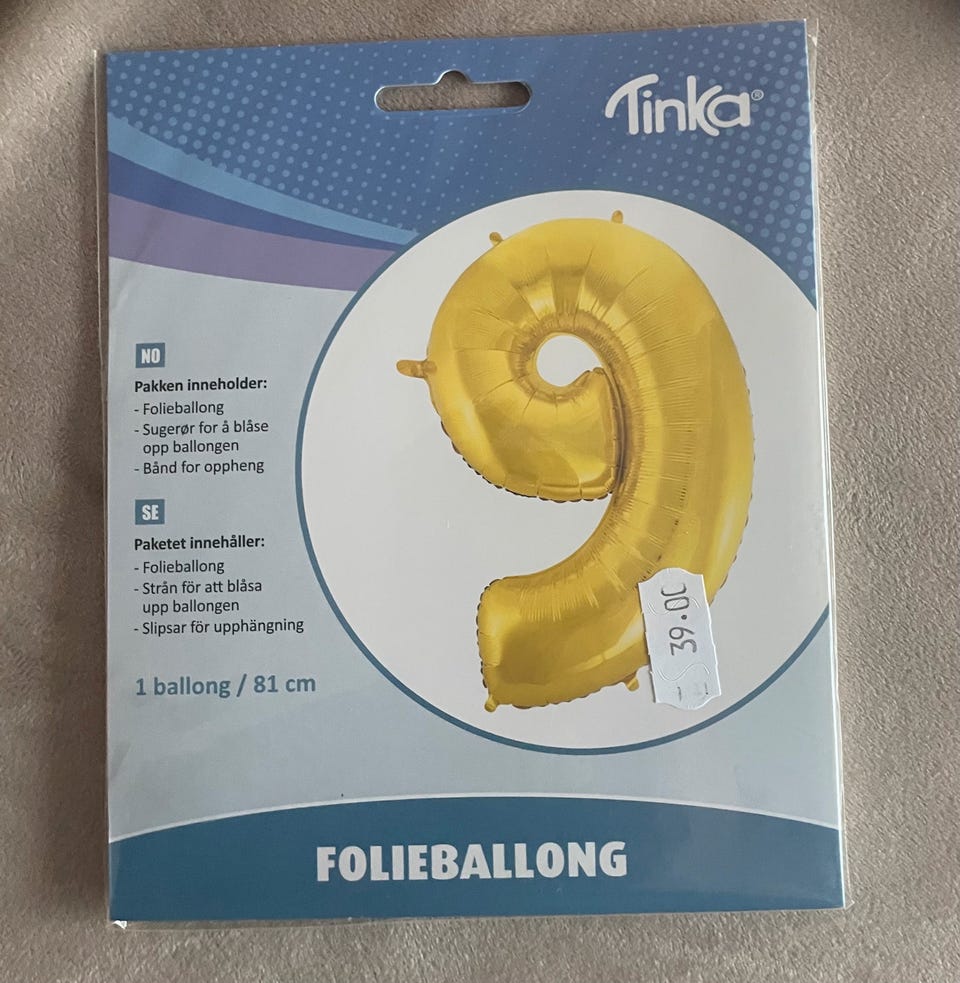 Tinka®
NO
Pakken inneholder:
- Folieballong
- Sugerør for å blåse
opp ballongen
- Bånd for oppheng
SE
Paketet innehåller:
- Folieballong
- Strån för att blåsa
upp ballongen
- Slipsar för upphängning
1 ballong / 81 cm
39.00
FOLIEBALLONG